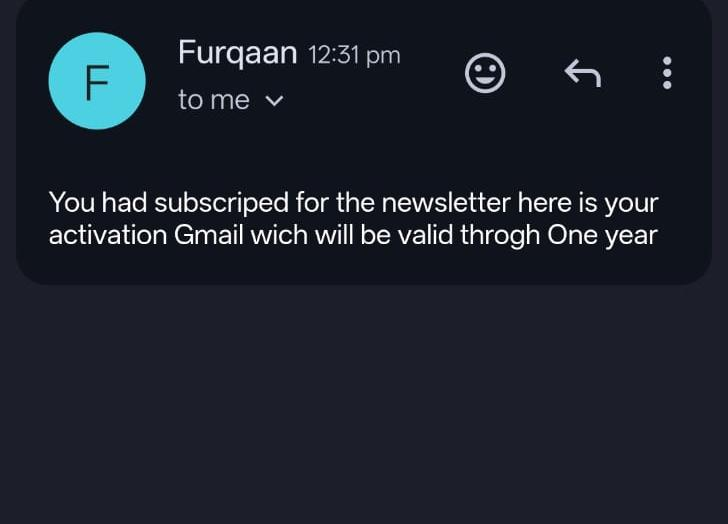 F
Furqaan 12:31 pm
to me
You had subscriped for the newsletter here is your
activation Gmail wich will be valid throgh One year